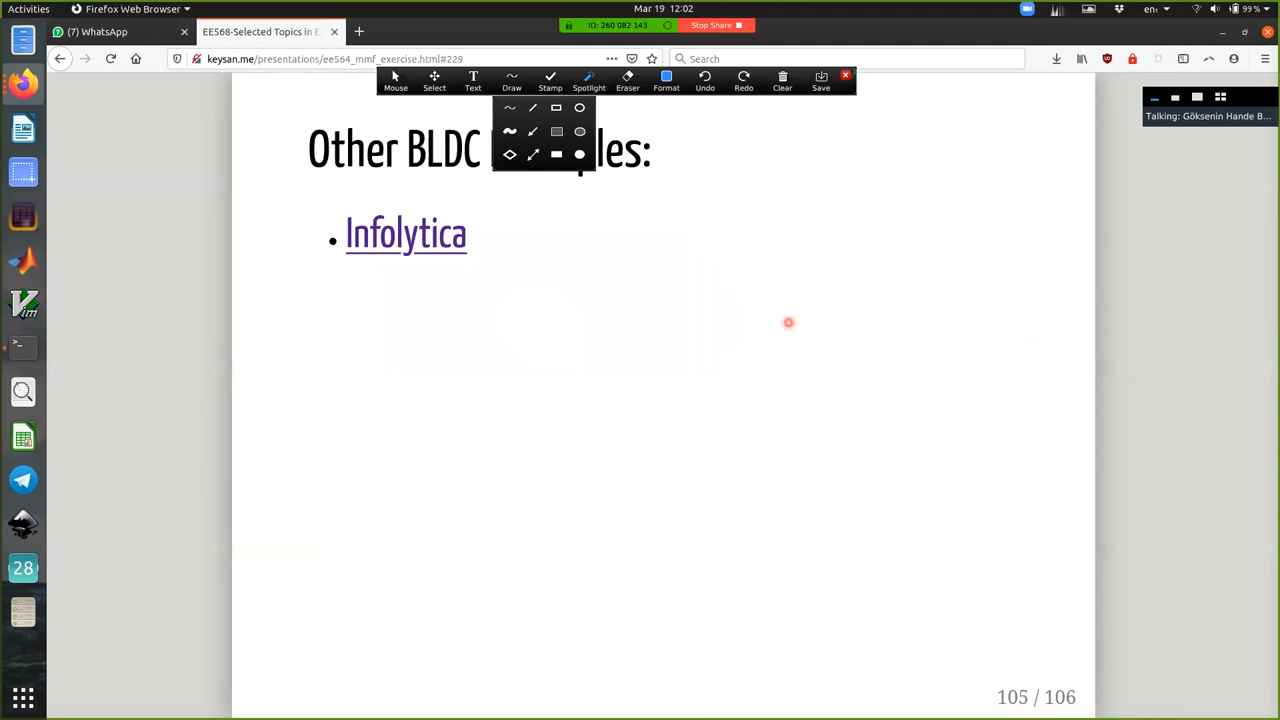 Activities
Firefox Web Browser
Mar 19 12:02
en
99 %
(7) WhatsApp
EE568-Selected Topics in E
ID: 260 082 143
Stop Share
keysan.me/presentations/ee564_mmf_exercise.html#229
Search
Mouse
Select
Text
Draw
Stamp
Spotlight
Eraser
Format
Undo
Redo
Clear
Save
Talking: Göksenin Hande B...
Other BLDC les:
• Infolytica
Vim
28
105 / 106